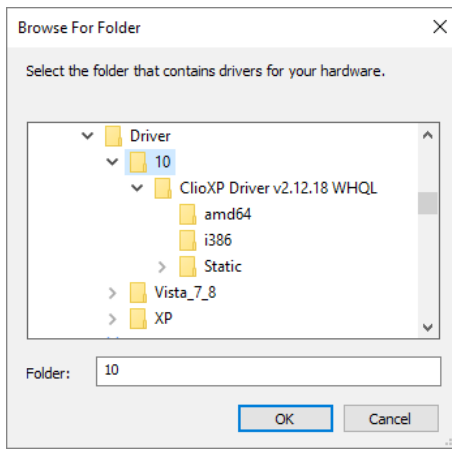 Browse For Folder
Select the folder that contains drivers for your hardware.
Driver
10
ClioXP Driver v2.12.18 WHQL
amd64
i386
Static
Vista_7_8
XP
Folder: 10
OK Cancel